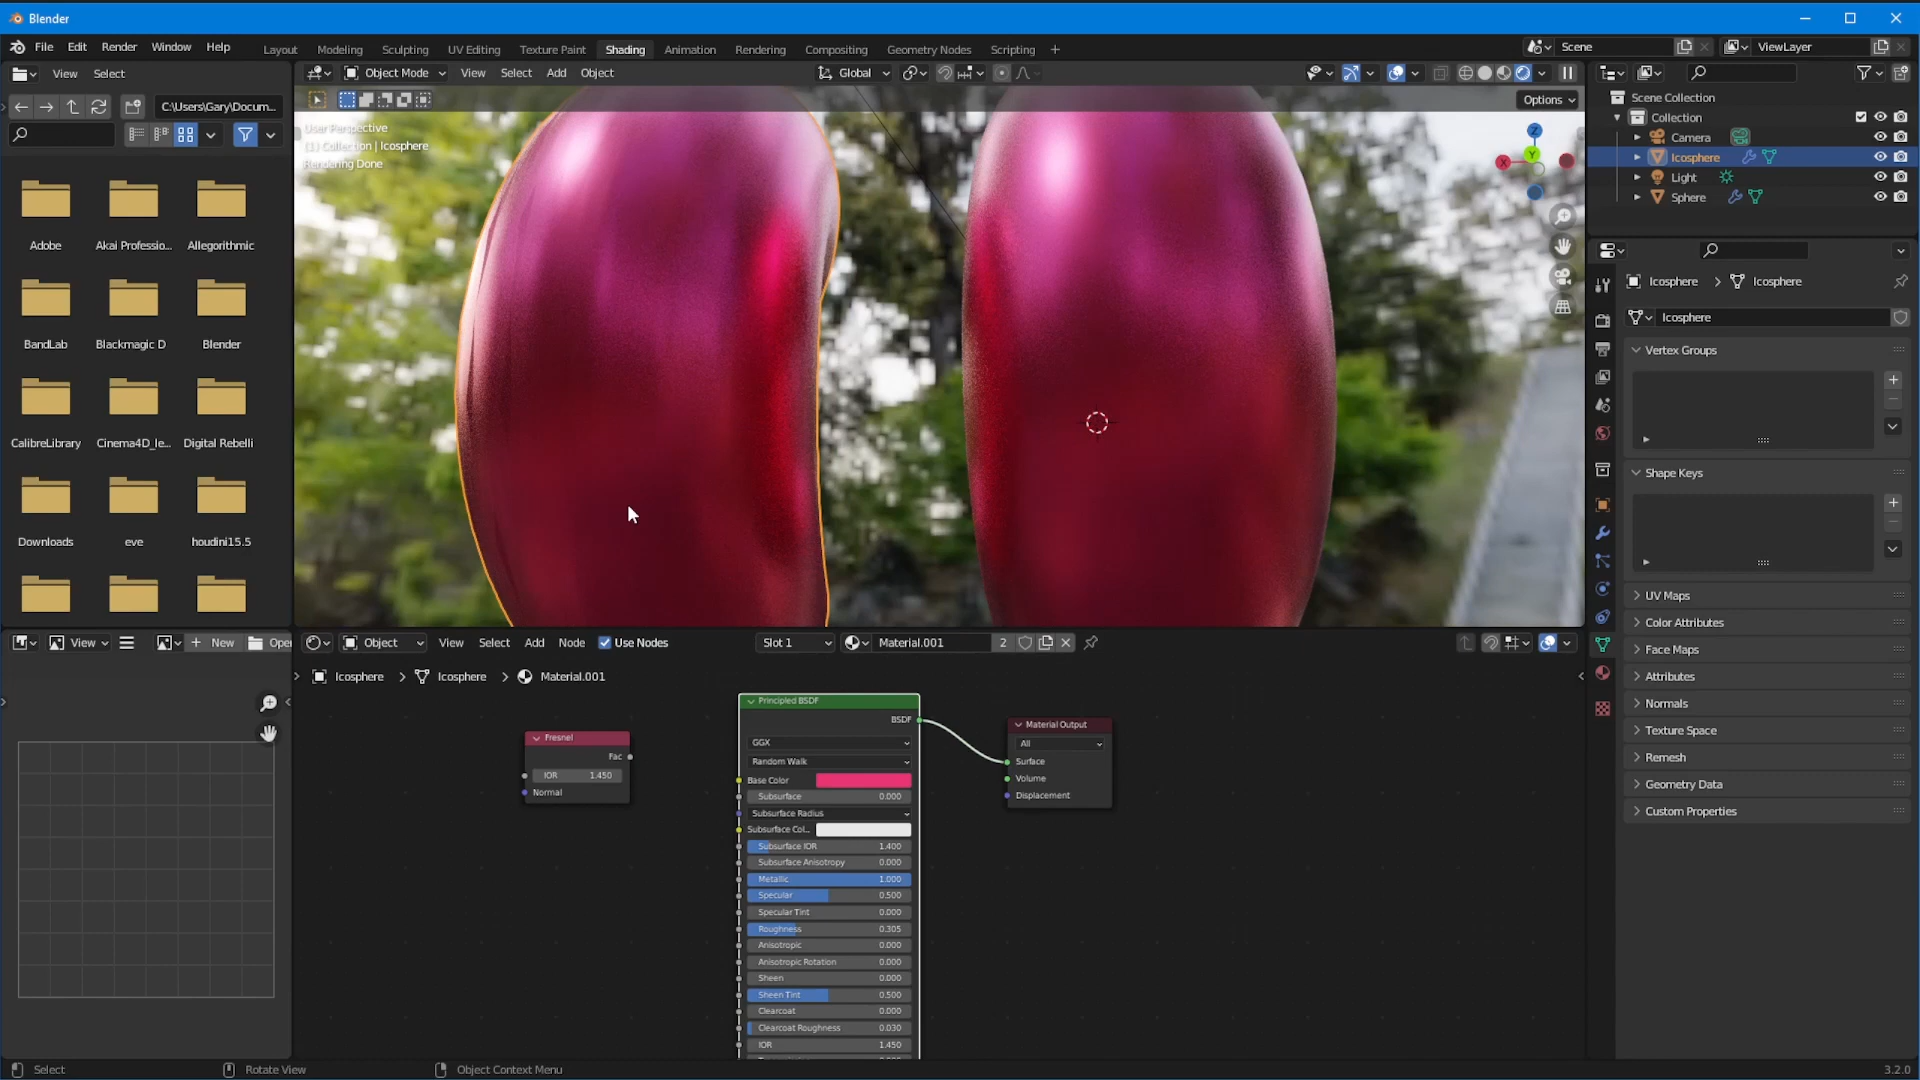 Blender
File Edit Render Window Help
Layout Modeling Sculpting UV Editing Texture Paint Shading Animation Rendering Compositing Geometry Nodes Scripting +
Scene
ViewLayer
View Select
Object Mode View Select Add Object
Global
C:\Users\Gary\Docum...
Options
User Perspective
(1) Collection | Icosphere
Rendering Done
Z
Y
X
Adobe
Akai Professio...
Allegorithmic
BandLab
Blackmagic D
Blender
CalibreLibrary
Cinema4D_le...
Digital Rebelli
Downloads
eve
houdini15.5
Scene Collection
Collection
Camera
Icosphere
Light
Sphere
Icosphere > Icosphere
Icosphere
Vertex Groups
Shape Keys
UV Maps
Color Attributes
Face Maps
Attributes
Normals
Texture Space
Remesh
Geometry Data
Custom Properties
View
+ New
Open
Object View Select Add Node Use Nodes
Slot 1
Material.001
2
Icosphere > Icosphere > Material.001
Fresnel
Fac
IOR 1.450
Normal
Principled BSDF
BSDF
GGX
Random Walk
Base Color
Subsurface 0.000
Subsurface Radius
Subsurface Col...
Subsurface IOR 1.400
Subsurface Anisotropy 0.000
Metallic 1.000
Specular 0.500
Specular Tint 0.000
Roughness 0.305
Anisotropic 0.000
Anisotropic Rotation 0.000
Sheen 0.000
Sheen Tint 0.500
Clearcoat 0.000
Clearcoat Roughness 0.030
IOR 1.450
Material Output
All
Surface
Volume
Displacement
Select
Rotate View
Object Context Menu
3.2.0